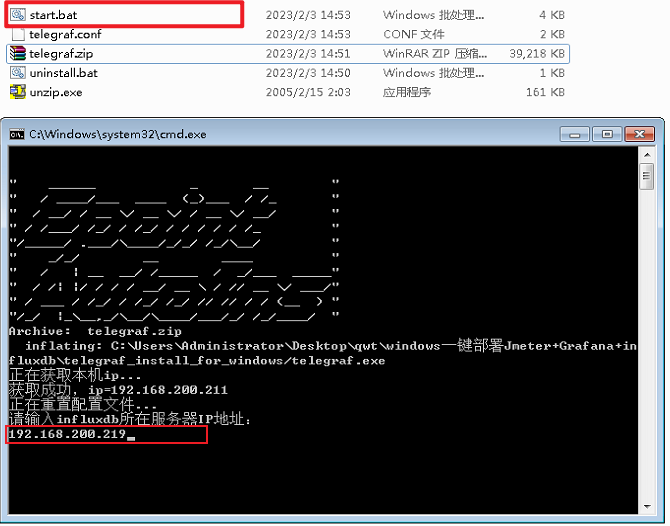 start.bat 2023/2/3 14:53 Windows 批处理... 4 KB
telegraf.conf 2023/2/3 14:53 CONF 文件 2 KB
telegraf.zip 2023/2/3 14:51 WinRAR ZIP 压缩... 39,218 KB
uninstall.bat 2023/2/3 14:50 Windows 批处理... 1 KB
unzip.exe 2005/2/15 2:03 应用程序 161 KB
C:\Windows\system32\cmd.exe
Archive:  telegraf.zip
  inflating: C:\Users\Administrator\Desktop\qwt\windows一键部署Jmeter+Grafana+in
fluxdb\telegraf_install_for_windows/telegraf.exe
正在获取本机ip...
获取成功, ip=192.168.200.211
正在重置配置文件...
请输入influxdb所在服务器IP地址:
192.168.200.219